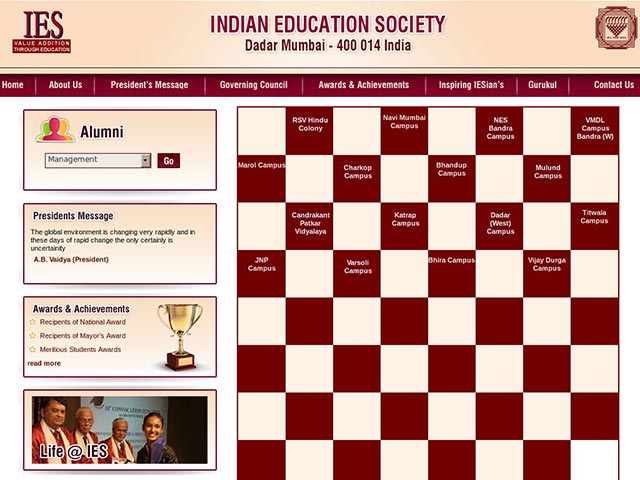 IES
VALUE ADDITION
THROUGH EDUCATION
INDIAN EDUCATION SOCIETY
Dadar Mumbai - 400 014 India
Home
About Us
President's Message
Governing Council
Awards & Achievements
Inspiring IESian's
Gurukul
Contact Us
Alumni
Management
Go
Presidents Message
The global environment is changing very rapidly and in
these days of rapid change the only certainly is
uncertainity
A.B. Vaidya (President)
Awards & Achievements
Recipents of National Award
Recipents of Mayor's Award
Meritious Students Awards
read more
Life @ IES
RSV Hindu
Colony
Navi Mumbai
Campus
NES
Bandra
Campus
VMDL
Campus
Bandra (W)
Marol Campus
Charkop
Campus
Bhandup
Campus
Mulund
Campus
Candrakant
Patkar
Vidyalaya
Katrap
Campus
Dadar
(West)
Campus
Titwala
Campus
JNP
Campus
Varsoli
Campus
Bhira Campus
Vijay Durga
Campus